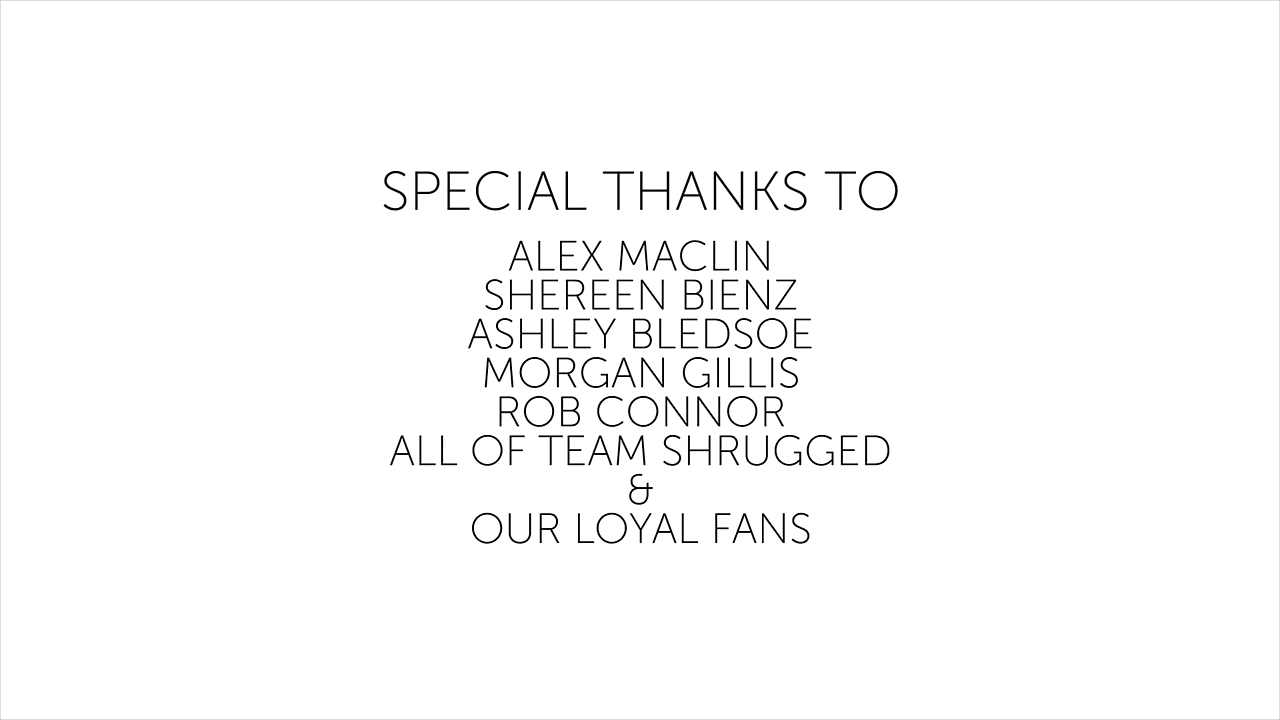 SPECIAL THANKS TO
ALEX MACLIN
SHEREEN BIENZ
ASHLEY BLEDSOE
MORGAN GILLIS
ROB CONNOR
ALL OF TEAM SHRUGGED
&
OUR LOYAL FANS